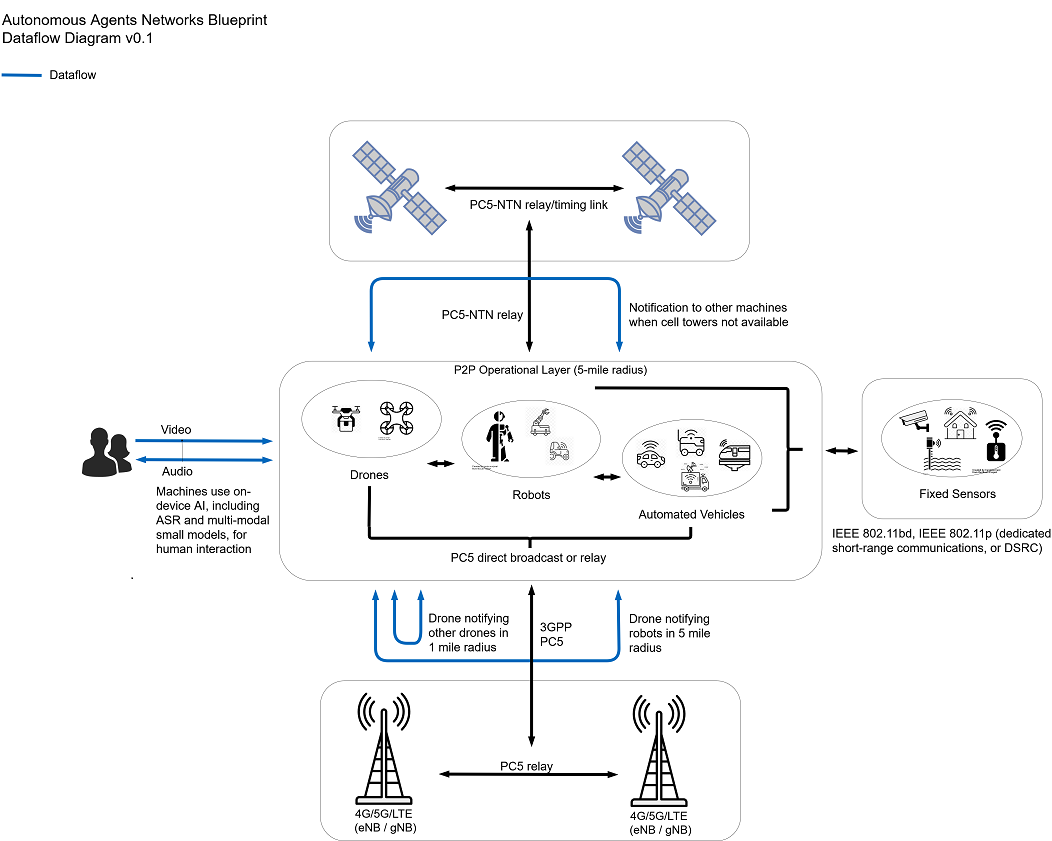 Autonomous Agents Networks Blueprint
Dataflow Diagram v0.1
Dataflow
PC5-NTN relay/timing link
PC5-NTN relay
Notification to other machines
when cell towers not available
P2P Operational Layer (5-mile radius)
Video
Audio
Machines use on-
device AI, including
ASR and multi-modal
small models, for
human interaction
.
Drones
Robots
Automated Vehicles
PC5 direct broadcast or relay
Fixed Sensors
IEEE 802.11bd, IEEE 802.11p (dedicated
short-range communications, or DSRC)
Drone notifying
other drones in
1 mile radius
3GPP
PC5
Drone notifying
robots in 5 mile
radius
PC5 relay
4G/5G/LTE
(eNB / gNB)
4G/5G/LTE
(eNB / gNB)